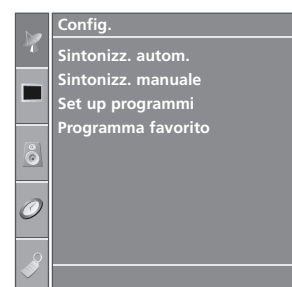 Config.
Sintonizz. autom.
Sintonizz. manuale
Set up programmi
Programma favorito